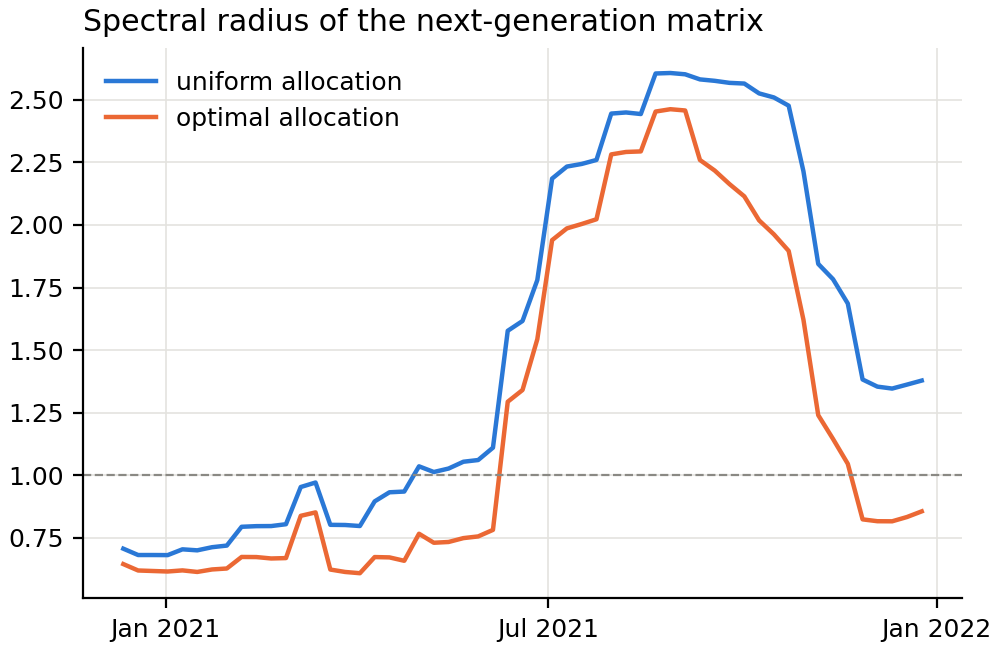 Spectral radius of the next-generation matrix
uniform allocation
optimal allocation
2.50
2.25
2.00
1.75
1.50
1.25
1.00
0.75
Jan 2021
Jul 2021
Jan 2022